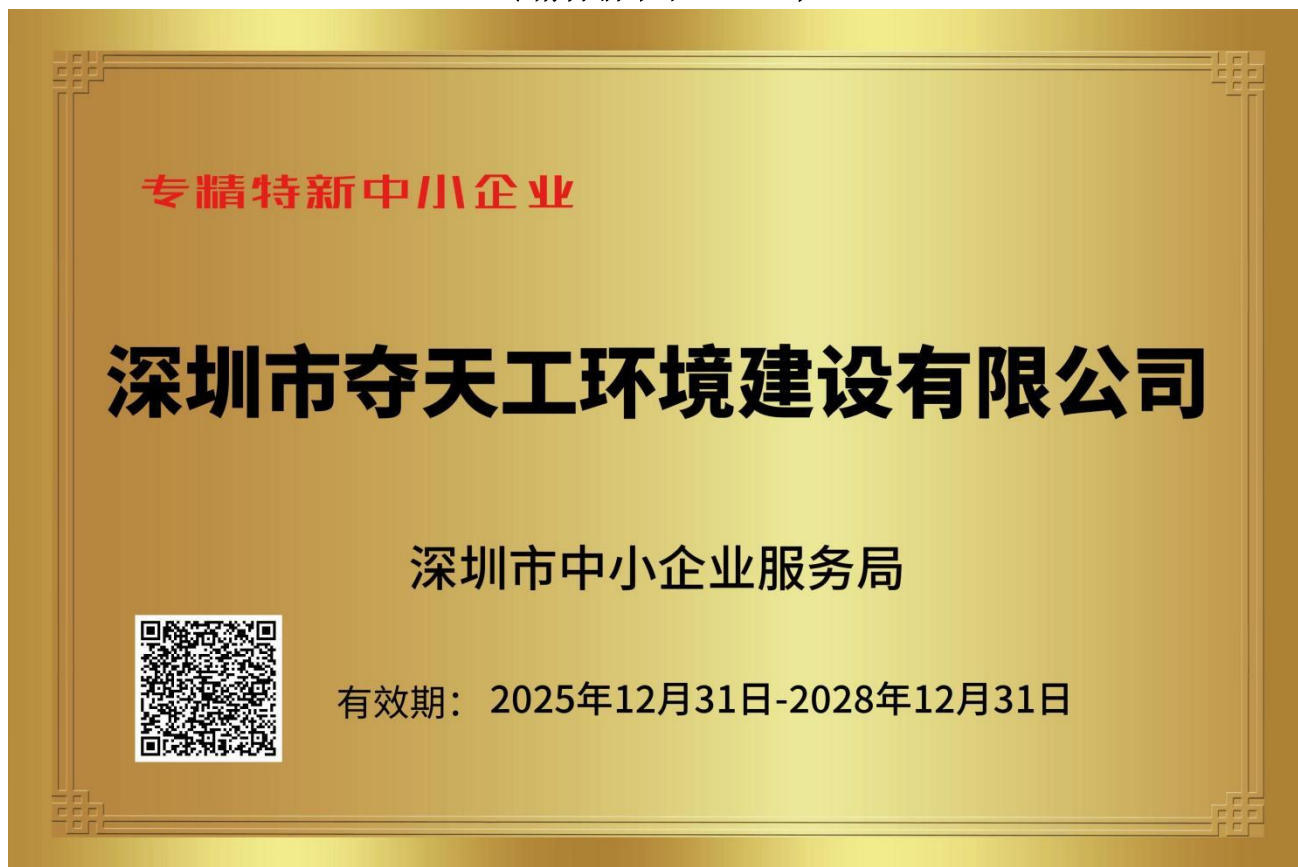 专精特新中小企业
深圳市夺天工环境建设有限公司
深圳市中小企业服务局
有效期： 2025年12月31日-2028年12月31日